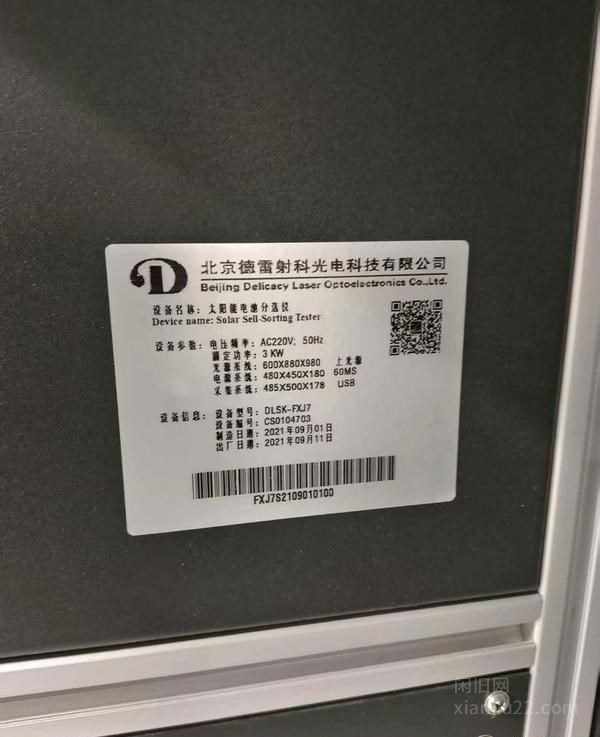 北京德雷射科光电科技有限公司
Beijing Delicacy Laser Optoelectronics Co.,Ltd.
设备名称: 太阳能电池分选仪
Device name: Solar Sell-Sorting Tester
设备参数: 电压频率: AC220V; 50Hz
额定功率: 3 KW
光源系统: 600X880X980 上光源
电源系统: 480X450X180 60MS
采集系统: 485X500X178 USB
设备信息: 设备型号: DLSK-FXJ7
设备编号: CS0104703
制造日期: 2021年09月01日
出厂日期: 2021年09月11日
FXJ7S2109010100
闲旧网
xianjiu22.com